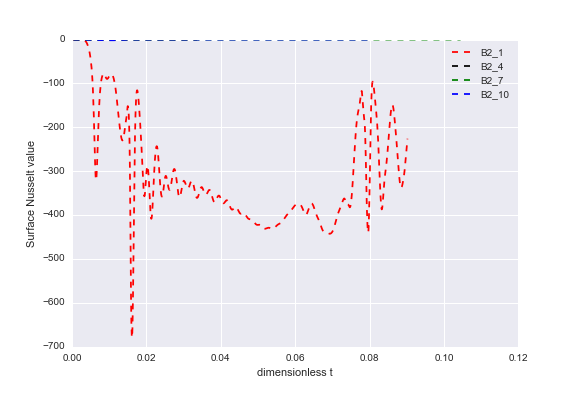 0
B2_1
B2_4
B2_7
B2_10
−100
−200
−300
−400
−500
−600
−700
Surface Nusselt value
0.00 0.02 0.04 0.06 0.08 0.10 0.12
dimensionless t